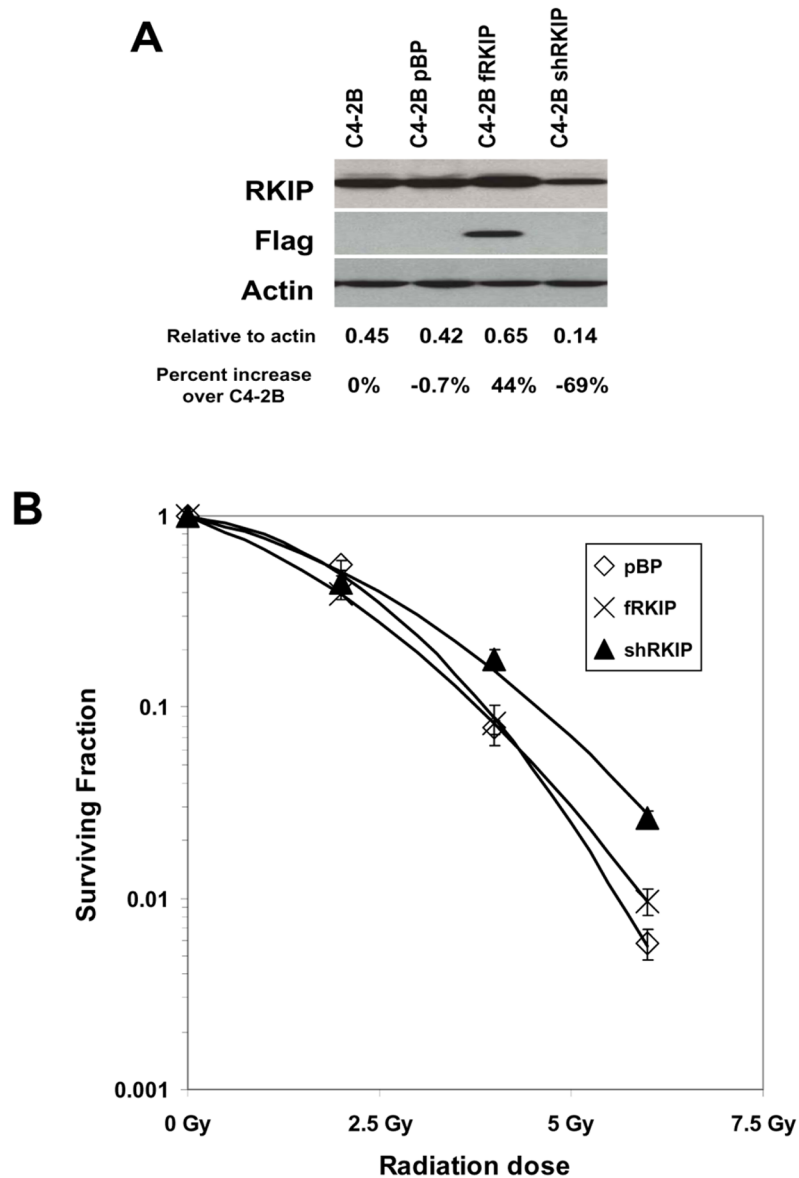 A
C4-2B
C4-2B pBP
C4-2B fRKIP
C4-2B shRKIP
RKIP
Flag
Actin
Relative to actin 0.45 0.42 0.65 0.14
Percent increase
over C4-2B
0% -0.7% 44% -69%
B
1
0.1
0.01
0.001
Surviving Fraction
pBP
fRKIP
shRKIP
0 Gy 2.5 Gy 5 Gy 7.5 Gy
Radiation dose